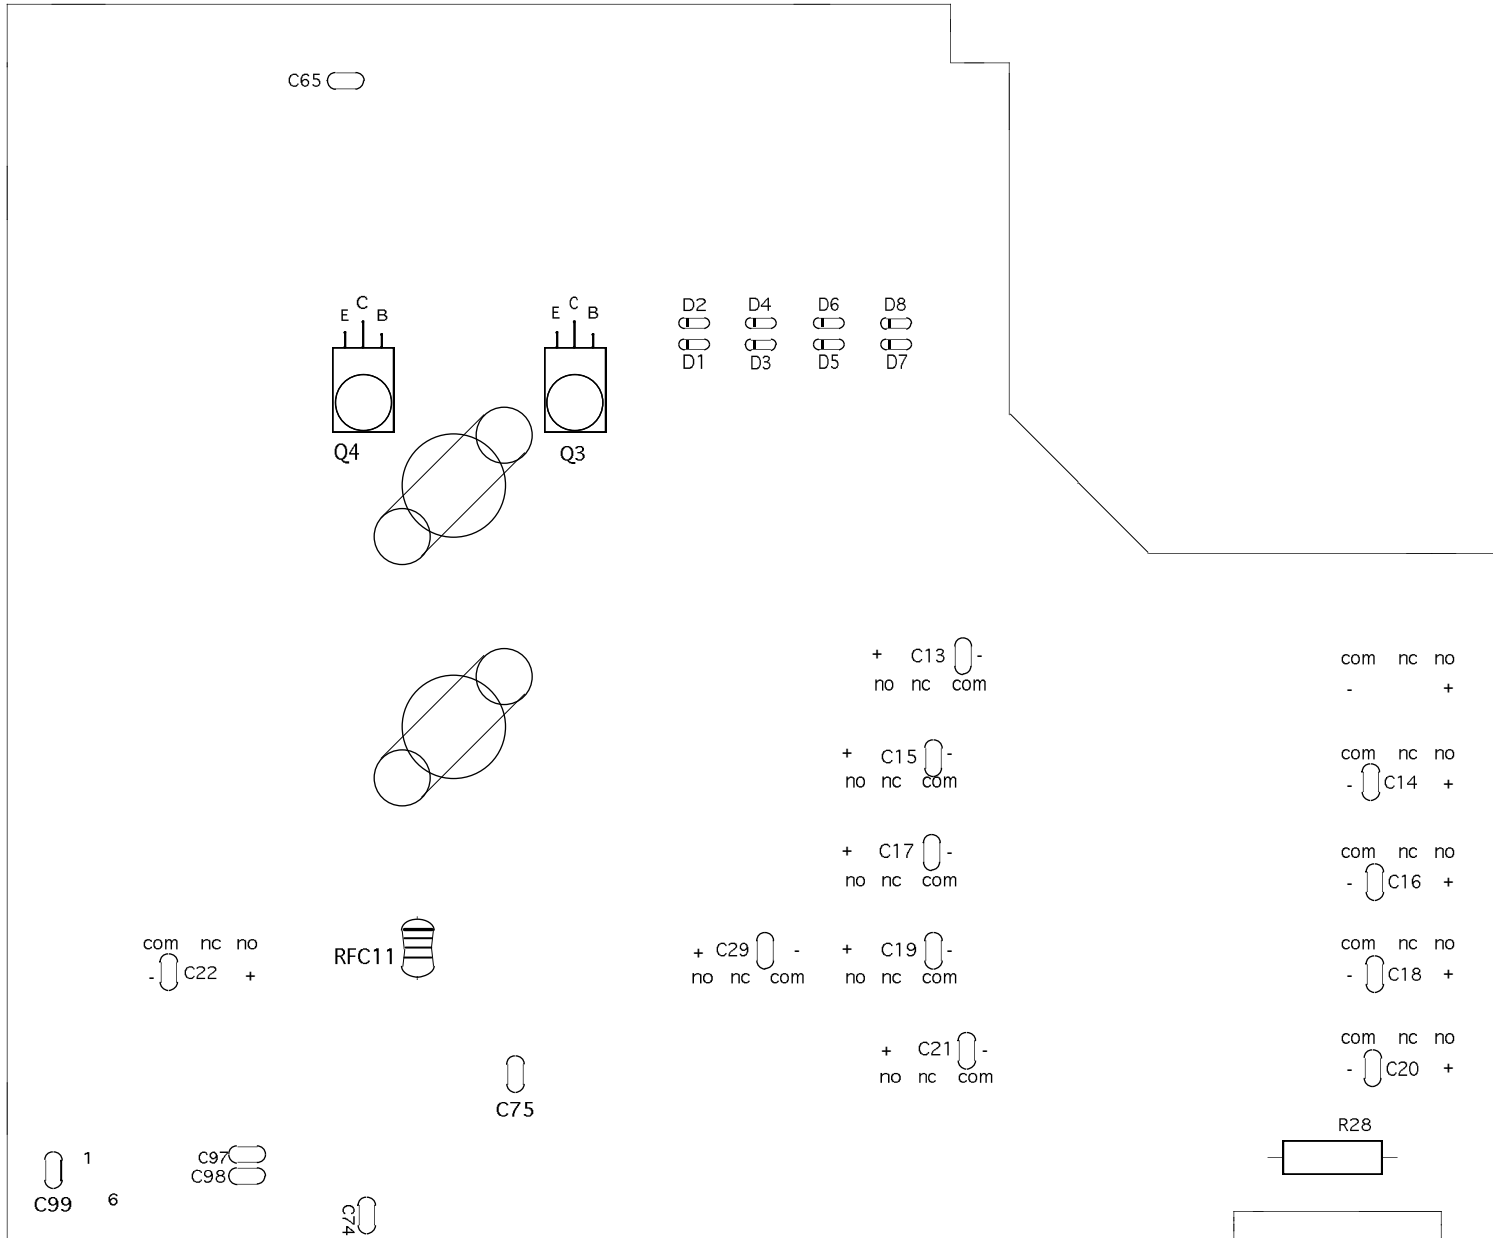 C65
E C B
E C B
D2 D4 D6 D8
D1 D3 D5 D7
Q4 Q3
+ C13 -
no nc com
com nc no
- +
+ C15 -
no nc com
com nc no
- C14 +
+ C17 -
no nc com
com nc no
- C16 +
com nc no
- C22 +
RFC11
+ C29 -
no nc com
+ C19 -
no nc com
com nc no
- C18 +
+ C21 -
no nc com
com nc no
- C20 +
C75
R28
1
C99
6
C97
C98
C74